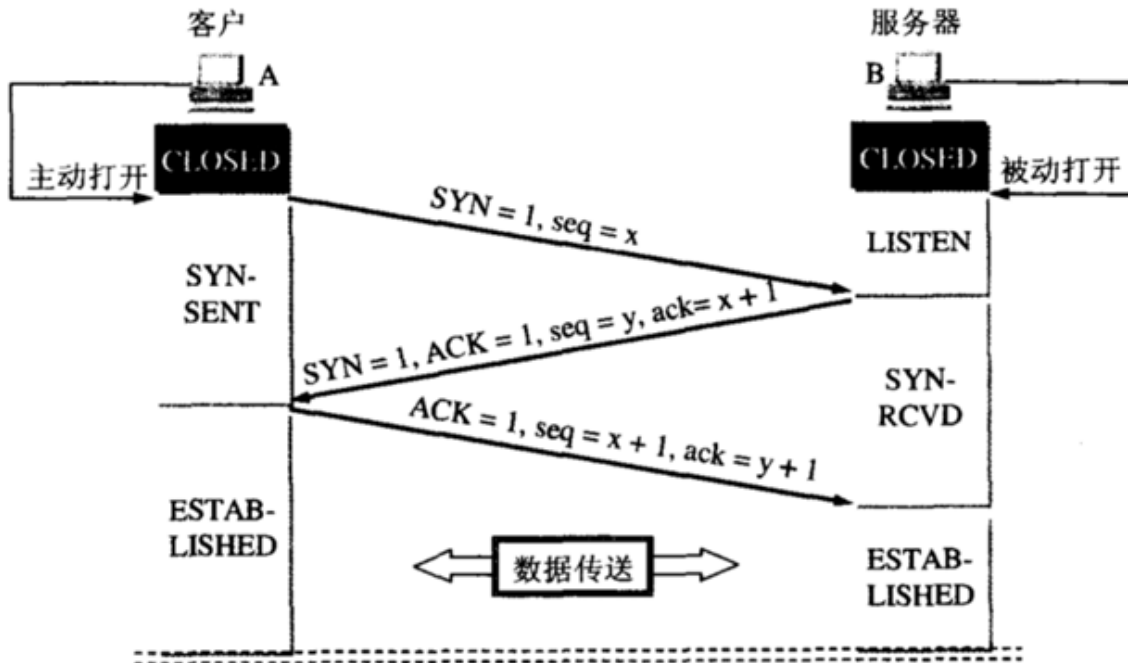 客户
服务器
A
B
CLOSED
CLOSED
主动打开
被动打开
SYN = 1, seq = x
LISTEN
SYN-
SENT
SYN = 1, ACK = 1, seq = y, ack= x + 1
SYN-
RCVD
ACK = 1, seq = x + 1, ack = y + 1
ESTAB-
LISHED
数据传送
ESTAB-
LISHED